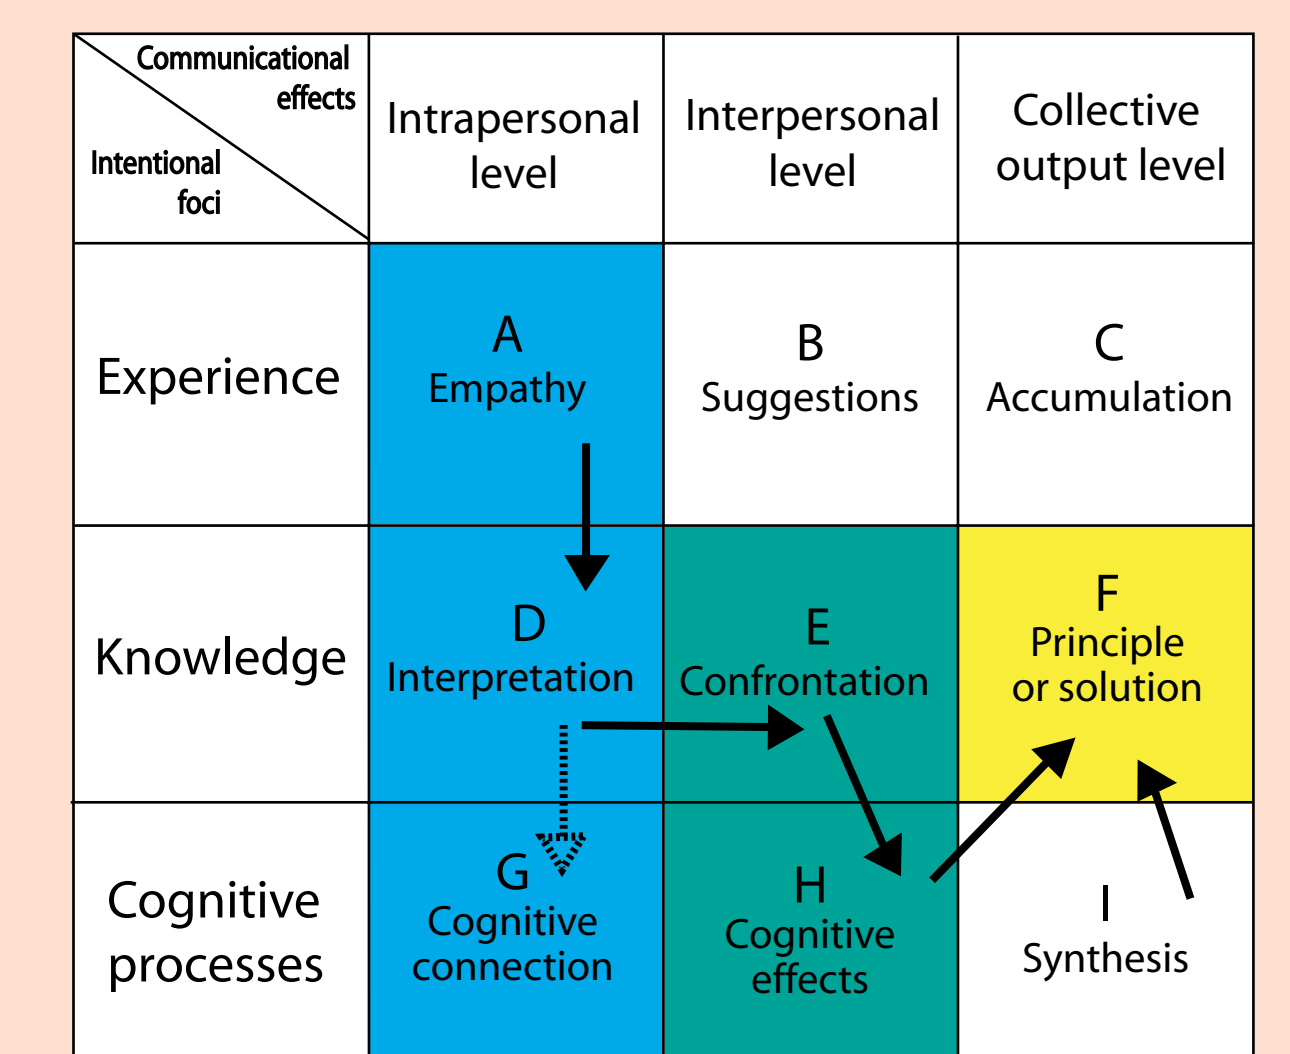 Communicational
effects
Intentional
foci
Intrapersonal
level
Interpersonal
level
Collective
output level
Experience
A
Empathy
B
Suggestions
C
Accumulation
Knowledge
D
Interpretation
E
Confrontation
F
Principle
or solution
Cognitive
processes
G
Cognitive
connection
H
Cognitive
effects
I
Synthesis